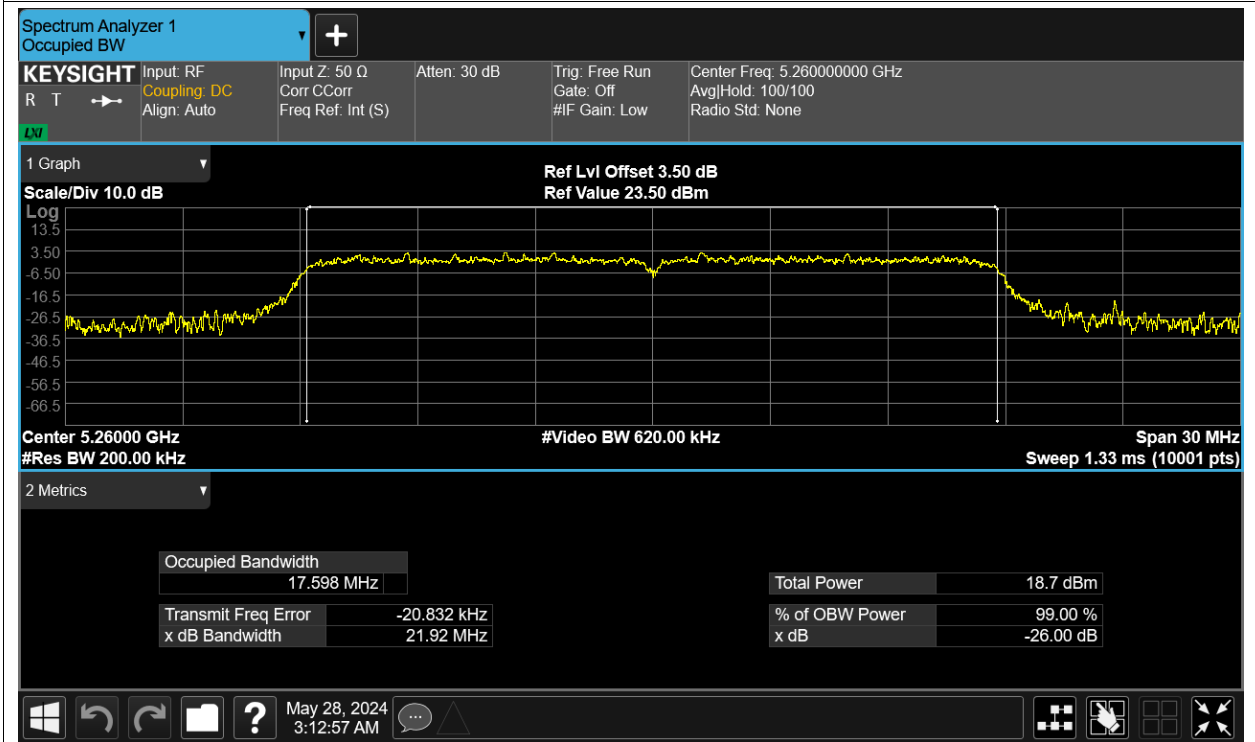 Spectrum Analyzer 1
Occupied BW
KEYSIGHT
R T
LXI
Input: RF
Coupling: DC
Align: Auto
Input Z: 50 Ω
Corr CCorr
Freq Ref: Int (S)
Atten: 30 dB
Trig: Free Run
Gate: Off
#IF Gain: Low
Center Freq: 5.260000000 GHz
Avg|Hold: 100/100
Radio Std: None
1 Graph
Scale/Div 10.0 dB
Ref Lvl Offset 3.50 dB
Ref Value 23.50 dBm
Log
13.5
3.50
-6.50
-16.5
-26.5
-36.5
-46.5
-56.5
-66.5
Center 5.26000 GHz
#Video BW 620.00 kHz
Span 30 MHz
#Res BW 200.00 kHz
Sweep 1.33 ms (10001 pts)
2 Metrics
Occupied Bandwidth
17.598 MHz
Total Power 18.7 dBm
Transmit Freq Error -20.832 kHz
% of OBW Power 99.00 %
x dB Bandwidth 21.92 MHz
x dB -26.00 dB
?
May 28, 2024
3:12:57 AM